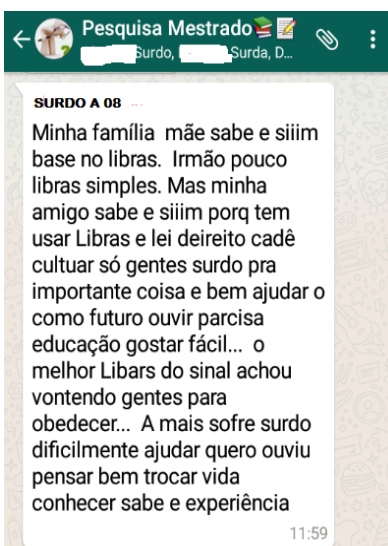 Pesquisa Mestrado
Surdo, Surda, D...
SURDO A 08
Minha família mãe sabe e siiim
base no libras. Irmão pouco
libras simples. Mas minha
amigo sabe e siiim porq tem
usar Libras e lei deireito cadê
cultuar só gentes surdo pra
importante coisa e bem ajudar o
como futuro ouvir parcisa
educação gostar fácil... o
melhor Libars do sinal achou
vontendo gentes para
obedecer... A mais sofre surdo
dificilmente ajudar quero ouviu
pensar bem trocar vida
conhecer sabe e experiência
11:59